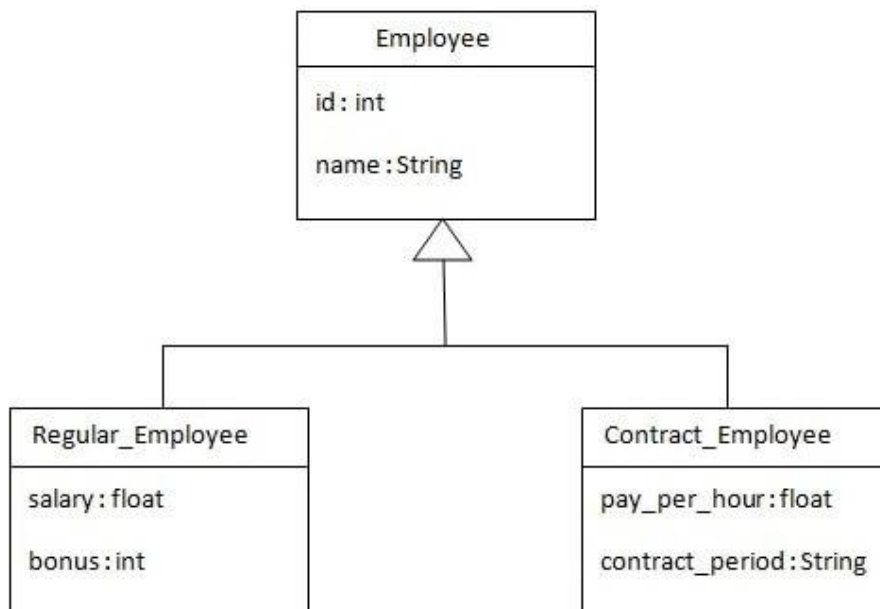 Employee
id: int
name:String
Regular_Employee
salary:float
bonus:int
Contract_Employee
pay_per_hour:float
contract_period:String